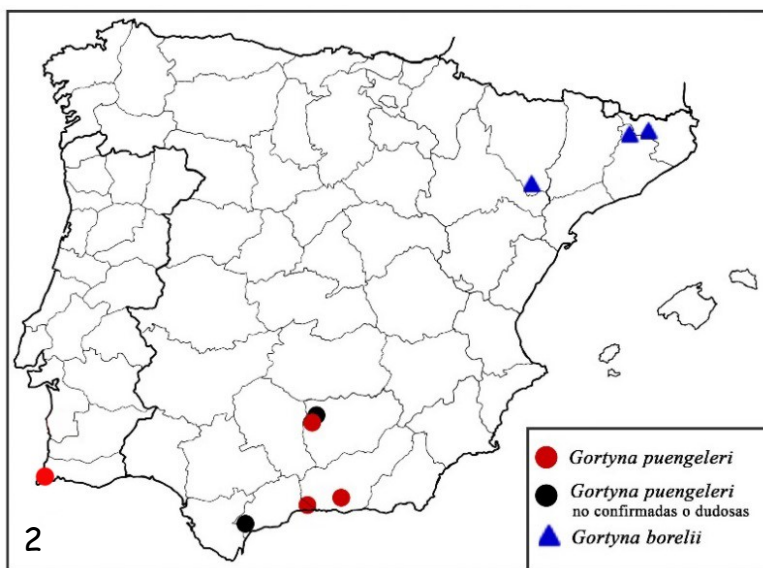 Gortyna puengeleri
Gortyna puengeleri
no confirmadas o dudosas
Gortyna borelii
2